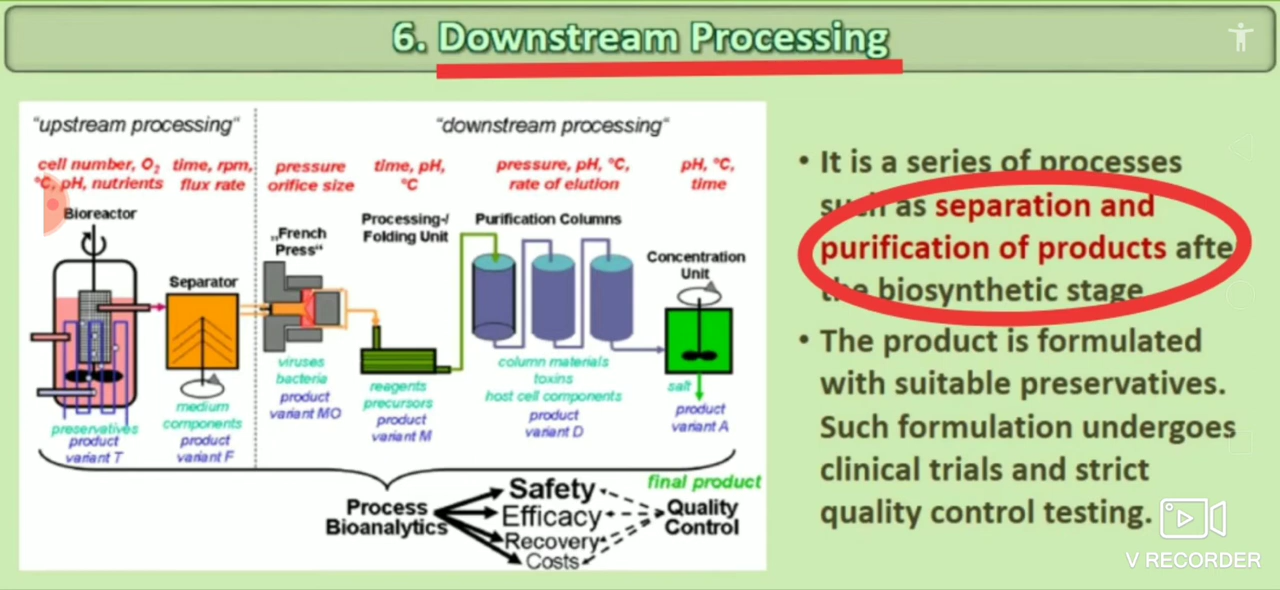 6. Downstream Processing
"upstream processing"
"downstream processing"
cell number, O₂
°C, pH, nutrients
time, rpm,
flux rate
pressure
orifice size
time, pH,
°C
pressure, pH, °C,
rate of elution
pH, °C,
time
Bioreactor
Separator
„French
Press"
Processing-/
Folding Unit
Purification Columns
Concentration
Unit
preservatives
product
variant T
medium
components
product
variant F
viruses
bacteria
product
variant MO
reagents
precursors
product
variant M
column materials
toxins
host cell components
product
variant D
salt
product
variant A
Process
Bioanalytics
Safety
Efficacy
Recovery
Costs
final product
Quality
Control
• It is a series of processes
such as separation and
purification of products afte
the biosynthetic stage
• The product is formulated
with suitable preservatives.
Such formulation undergoes
clinical trials and strict
quality control testing.
V RECORDER